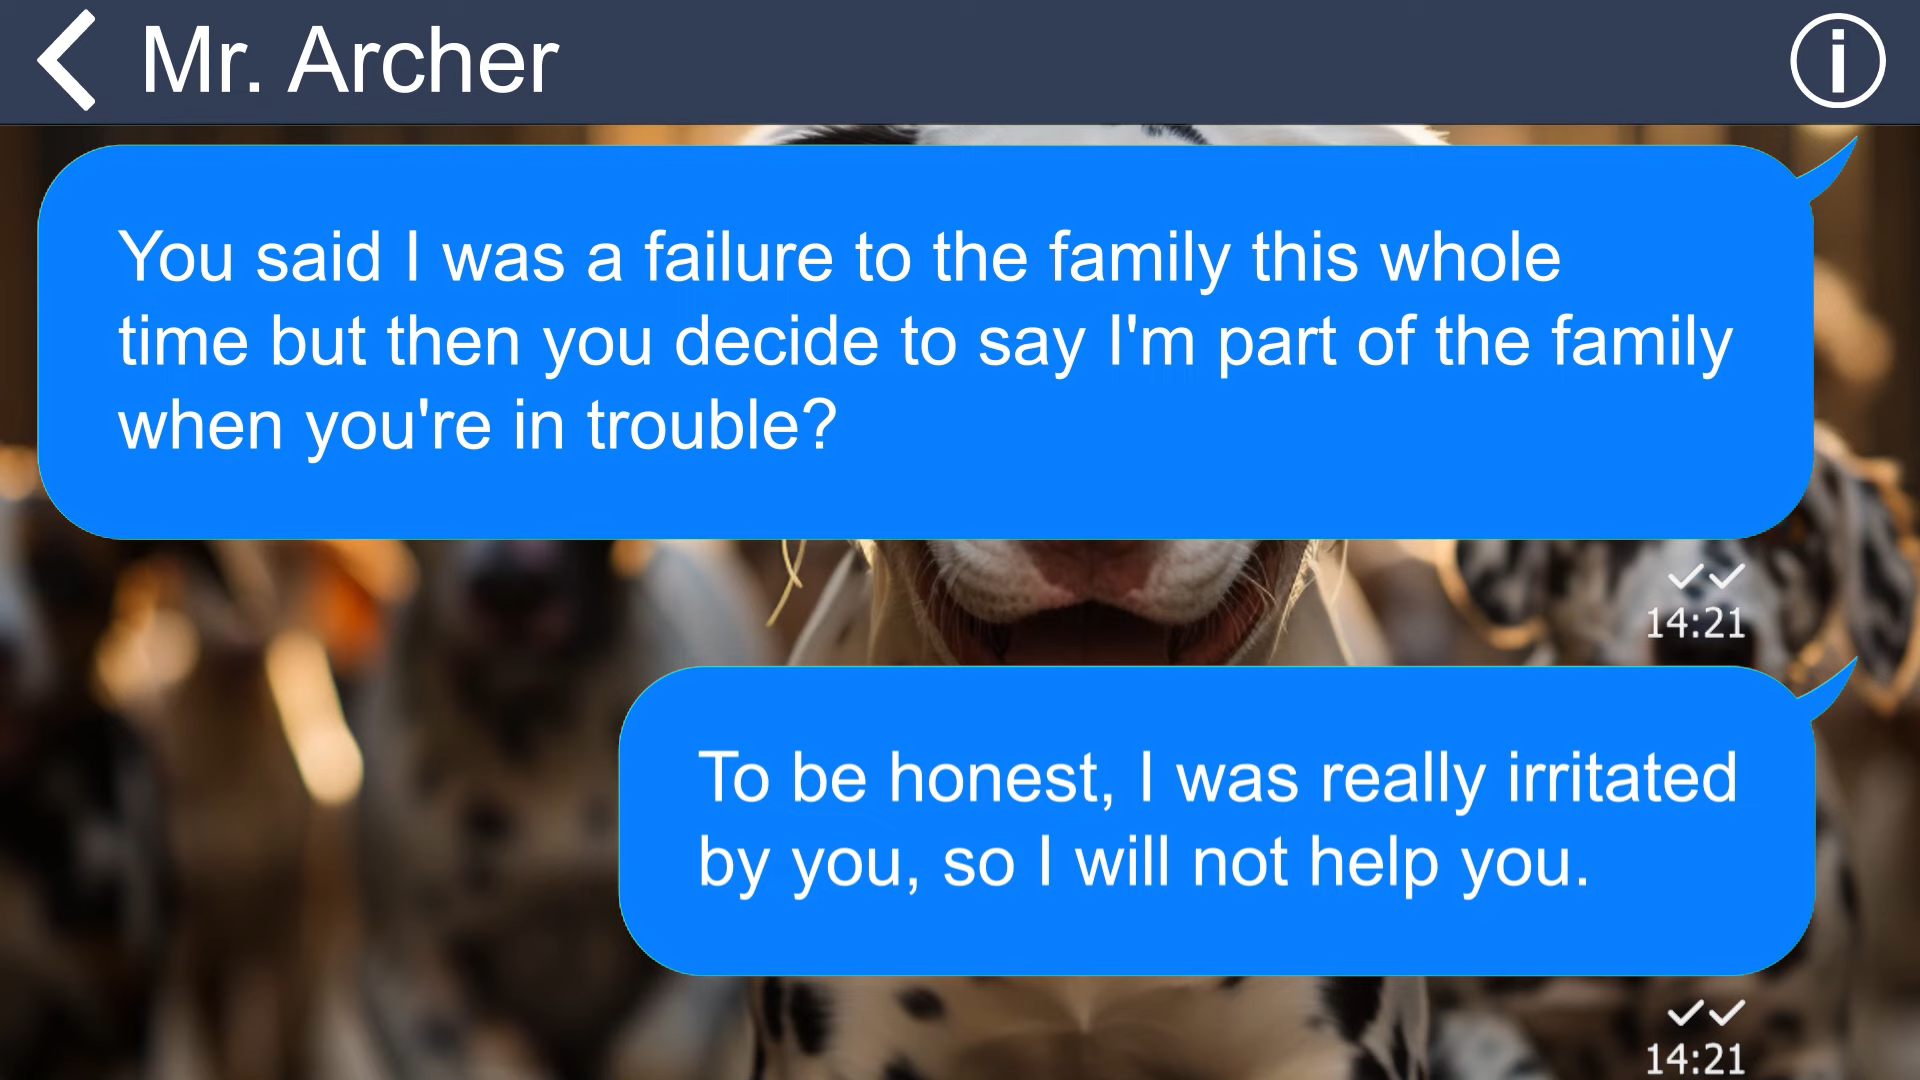 Mr. Archer
You said I was a failure to the family this whole
time but then you decide to say I'm part of the family
when you're in trouble?
14:21
To be honest, I was really irritated
by you, so I will not help you.
14:21